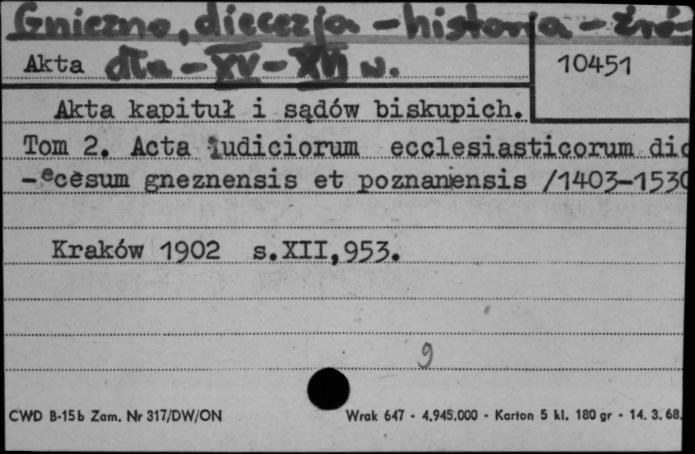 Gniezno, diecezja - historia - źró-
dła - XV - XVI w.
Akta
10451
Akta kapituł i sądów biskupich.
Tom 2. Acta iudiciorum ecclesiasticorum dio
-ecesum gneznensis et poznaniensis /1403-1530
Kraków 1902 s.XII,953.
9
CWD B-15b Zam. Nr 317/DW/ON
Wrak 647 - 4.945.000 - Karton 5 kl. 180 gr - 14. 3. 68.